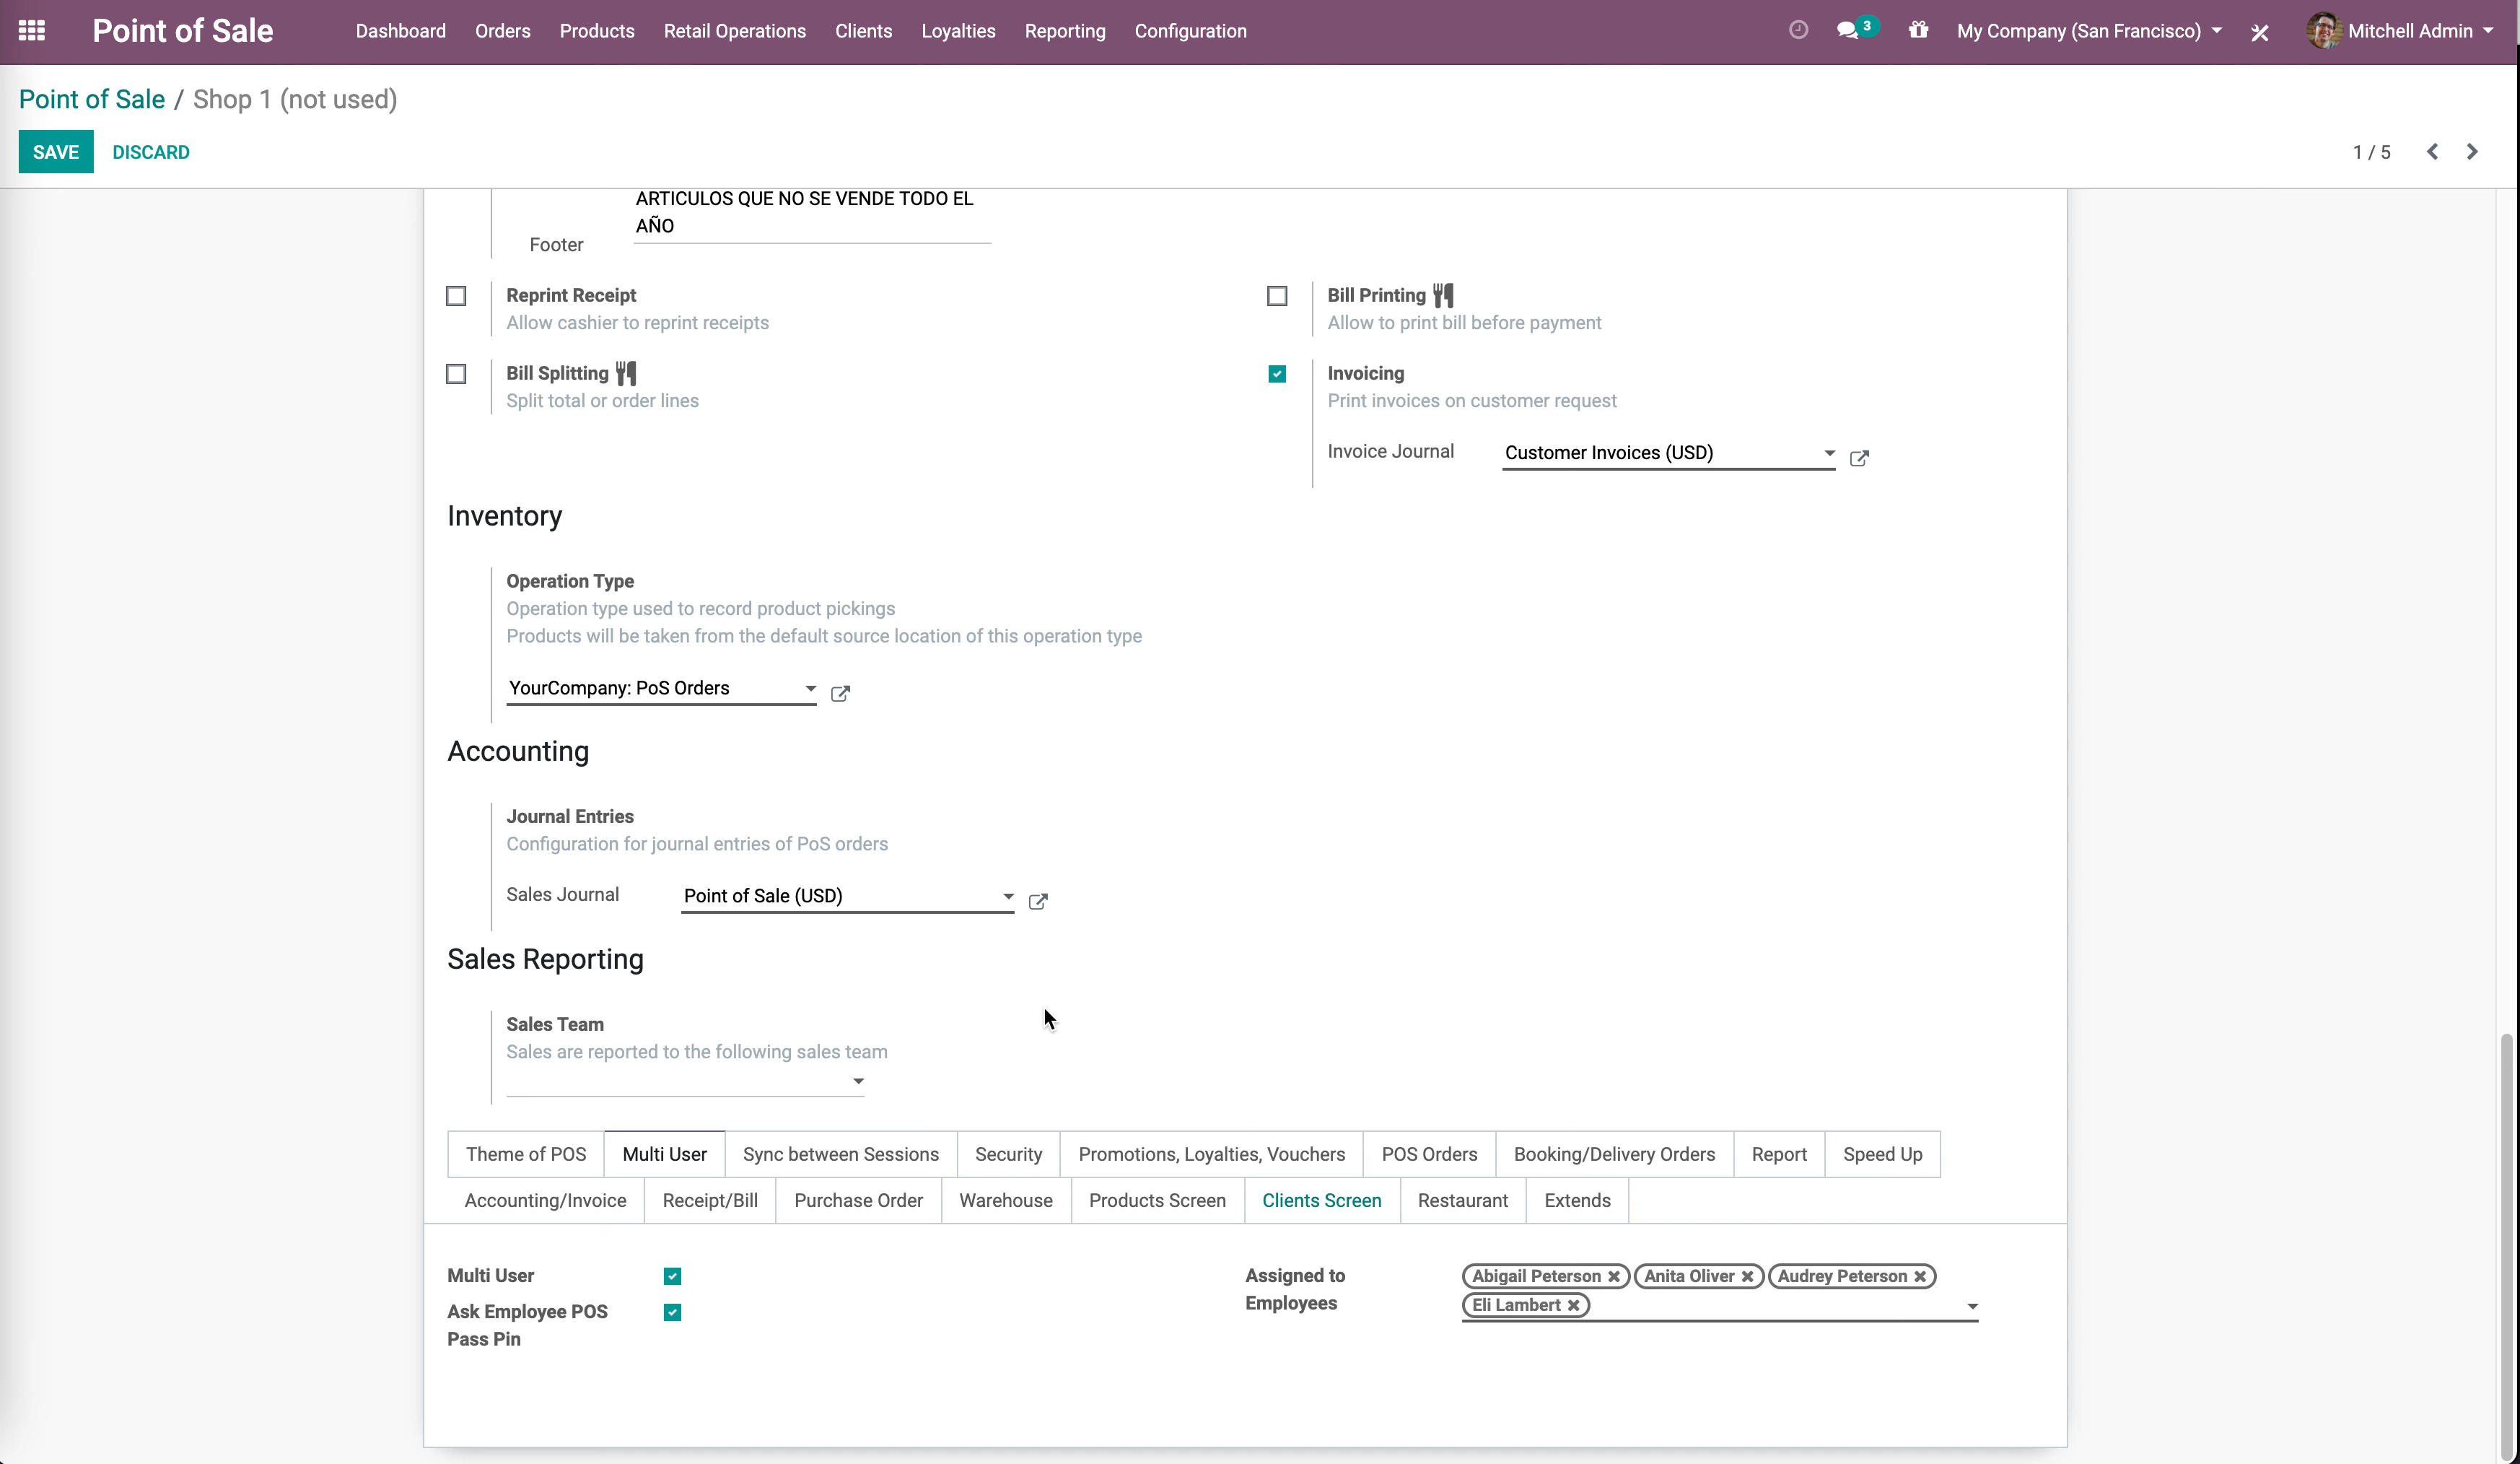 Point of Sale Dashboard Orders Products Retail Operations Clients Loyalties Reporting Configuration 3 My Company (San Francisco) Mitchell Admin
Point of Sale / Shop 1 (not used)
SAVE DISCARD 1 / 5
ARTICULOS QUE NO SE VENDE TODO EL
AÑO
Footer
Reprint Receipt
Allow cashier to reprint receipts
Bill Printing
Allow to print bill before payment
Bill Splitting
Split total or order lines
Invoicing
Print invoices on customer request
Invoice Journal Customer Invoices (USD)
Inventory
Operation Type
Operation type used to record product pickings
Products will be taken from the default source location of this operation type
YourCompany: PoS Orders
Accounting
Journal Entries
Configuration for journal entries of PoS orders
Sales Journal Point of Sale (USD)
Sales Reporting
Sales Team
Sales are reported to the following sales team
Theme of POS Multi User Sync between Sessions Security Promotions, Loyalties, Vouchers POS Orders Booking/Delivery Orders Report Speed Up
Accounting/Invoice Receipt/Bill Purchase Order Warehouse Products Screen Clients Screen Restaurant Extends
Multi User
Ask Employee POS
Pass Pin
Assigned to
Employees
Abigail Peterson Anita Oliver Audrey Peterson
Eli Lambert